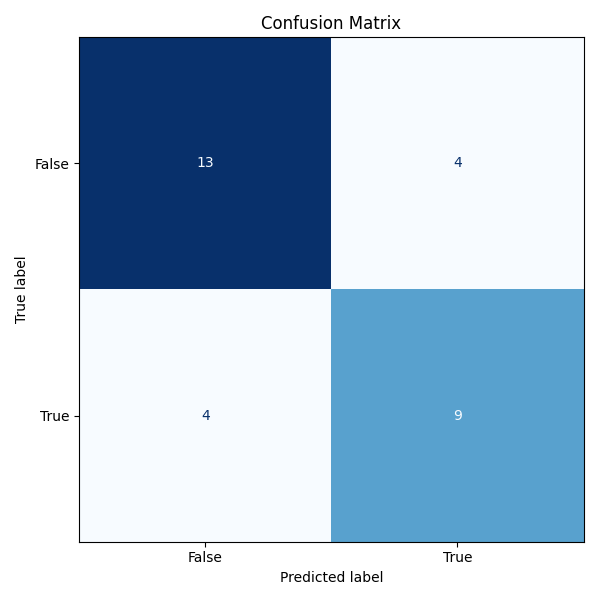 Confusion Matrix
True label
False
13
4
True
4
9
False
True
Predicted label